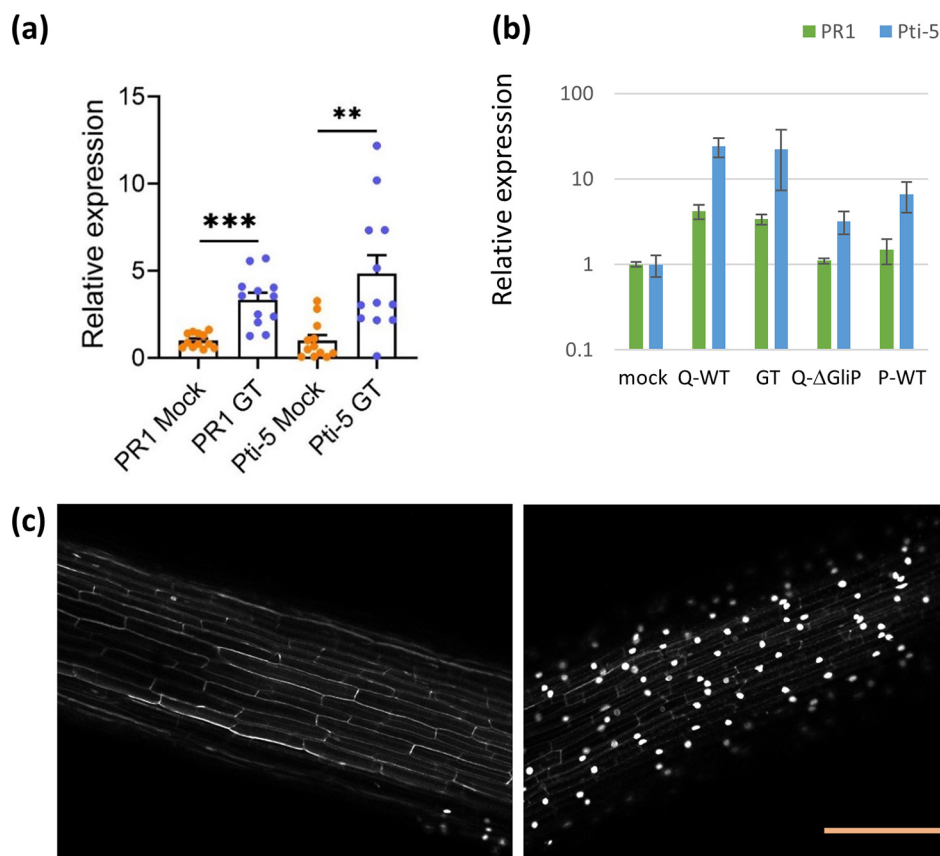 (a)
Relative expression
15
10
5
0
***
**
PR1 Mock
PR1 GT
Pti-5 Mock
Pti-5 GT
(b)
PR1 Pti-5
Relative expression
100
10
1
0.1
mock Q-WT GT Q-ΔGliP P-WT
(c)